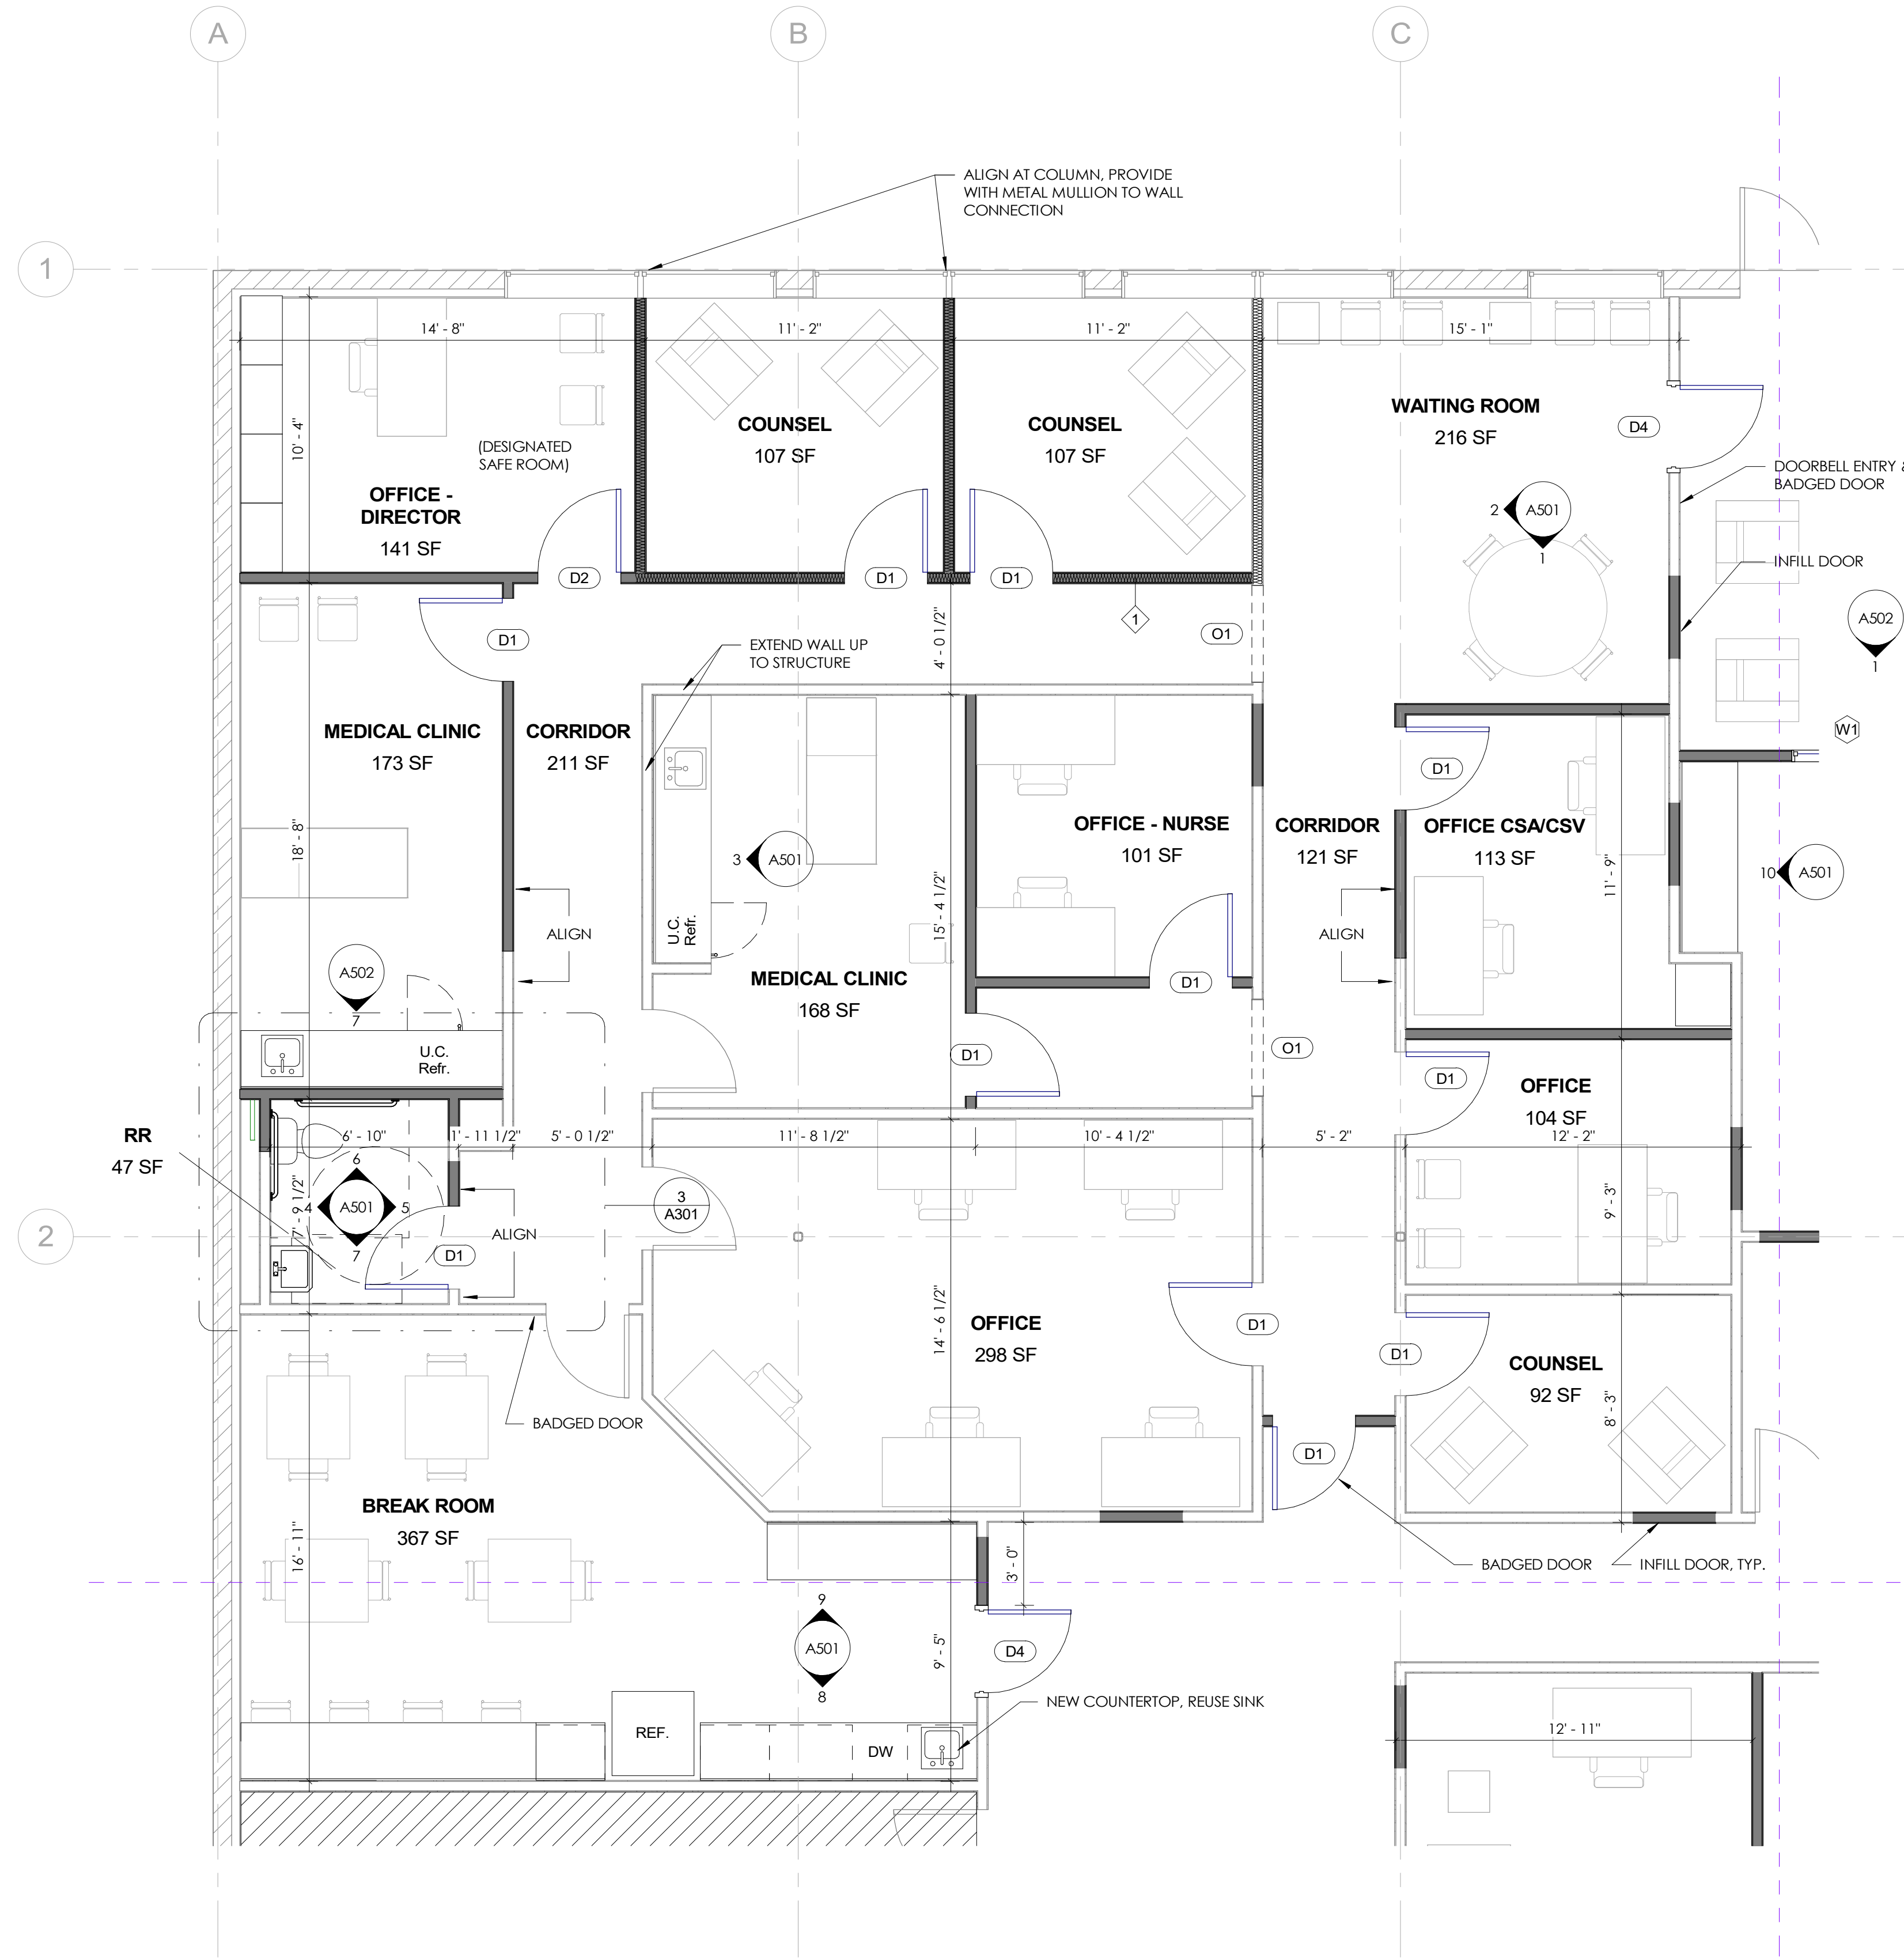 A
B
C
ALIGN AT COLUMN, PROVIDE
WITH METAL MULLION TO WALL
CONNECTION
1
14' - 8"
11' - 2"
11' - 2"
15' - 1"
10' - 4"
(DESIGNATED
SAFE ROOM)
OFFICE -
DIRECTOR
141 SF
COUNSEL
107 SF
COUNSEL
107 SF
WAITING ROOM
216 SF
D4
DOORBELL ENTRY &
BADGED DOOR
2
A501
1
INFILL DOOR
D2
D1
D1
1
A502
1
D1
EXTEND WALL UP
TO STRUCTURE
4' - 0 1/2"
O1
MEDICAL CLINIC
173 SF
CORRIDOR
211 SF
W1
D1
18' - 8"
3
A501
OFFICE - NURSE
101 SF
CORRIDOR
121 SF
OFFICE CSA/CSV
113 SF
11' - 9"
10
A501
ALIGN
U.C.
Refr.
15' - 4 1/2"
ALIGN
A502
7
MEDICAL CLINIC
168 SF
D1
U.C.
Refr.
D1
O1
D1
OFFICE
104 SF
RR
47 SF
6' - 10"
1' - 11 1/2"
5' - 0 1/2"
11' - 8 1/2"
10' - 4 1/2"
5' - 2"
12' - 2"
7' - 9 1/2"
6
4
A501
5
7
3
A301
9' - 3"
2
D1
ALIGN
OFFICE
298 SF
14' - 6 1/2"
D1
D1
COUNSEL
92 SF
8' - 3"
BADGED DOOR
D1
BREAK ROOM
367 SF
16' - 11"
3' - 0"
BADGED DOOR
INFILL DOOR, TYP.
9
A501
8
9' - 5"
D4
NEW COUNTERTOP, REUSE SINK
REF.
DW
12' - 11"